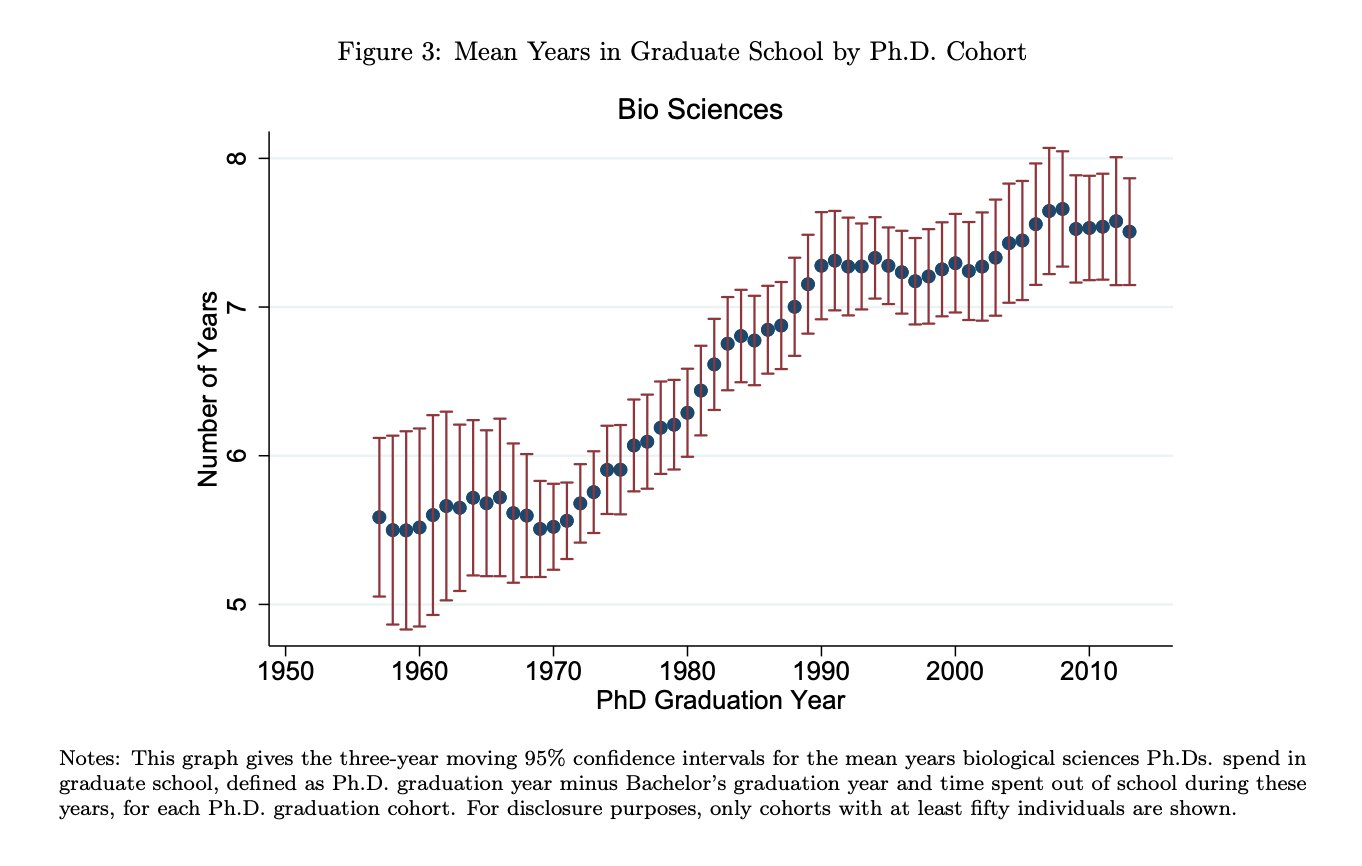 Figure 3: Mean Years in Graduate School by Ph.D. Cohort
Bio Sciences
8
7
6
5
Number of Years
1950 1960 1970 1980 1990 2000 2010
PhD Graduation Year
Notes: This graph gives the three-year moving 95% confidence intervals for the mean years biological sciences Ph.Ds. spend in
graduate school, defined as Ph.D. graduation year minus Bachelor's graduation year and time spent out of school during these
years, for each Ph.D. graduation cohort. For disclosure purposes, only cohorts with at least fifty individuals are shown.